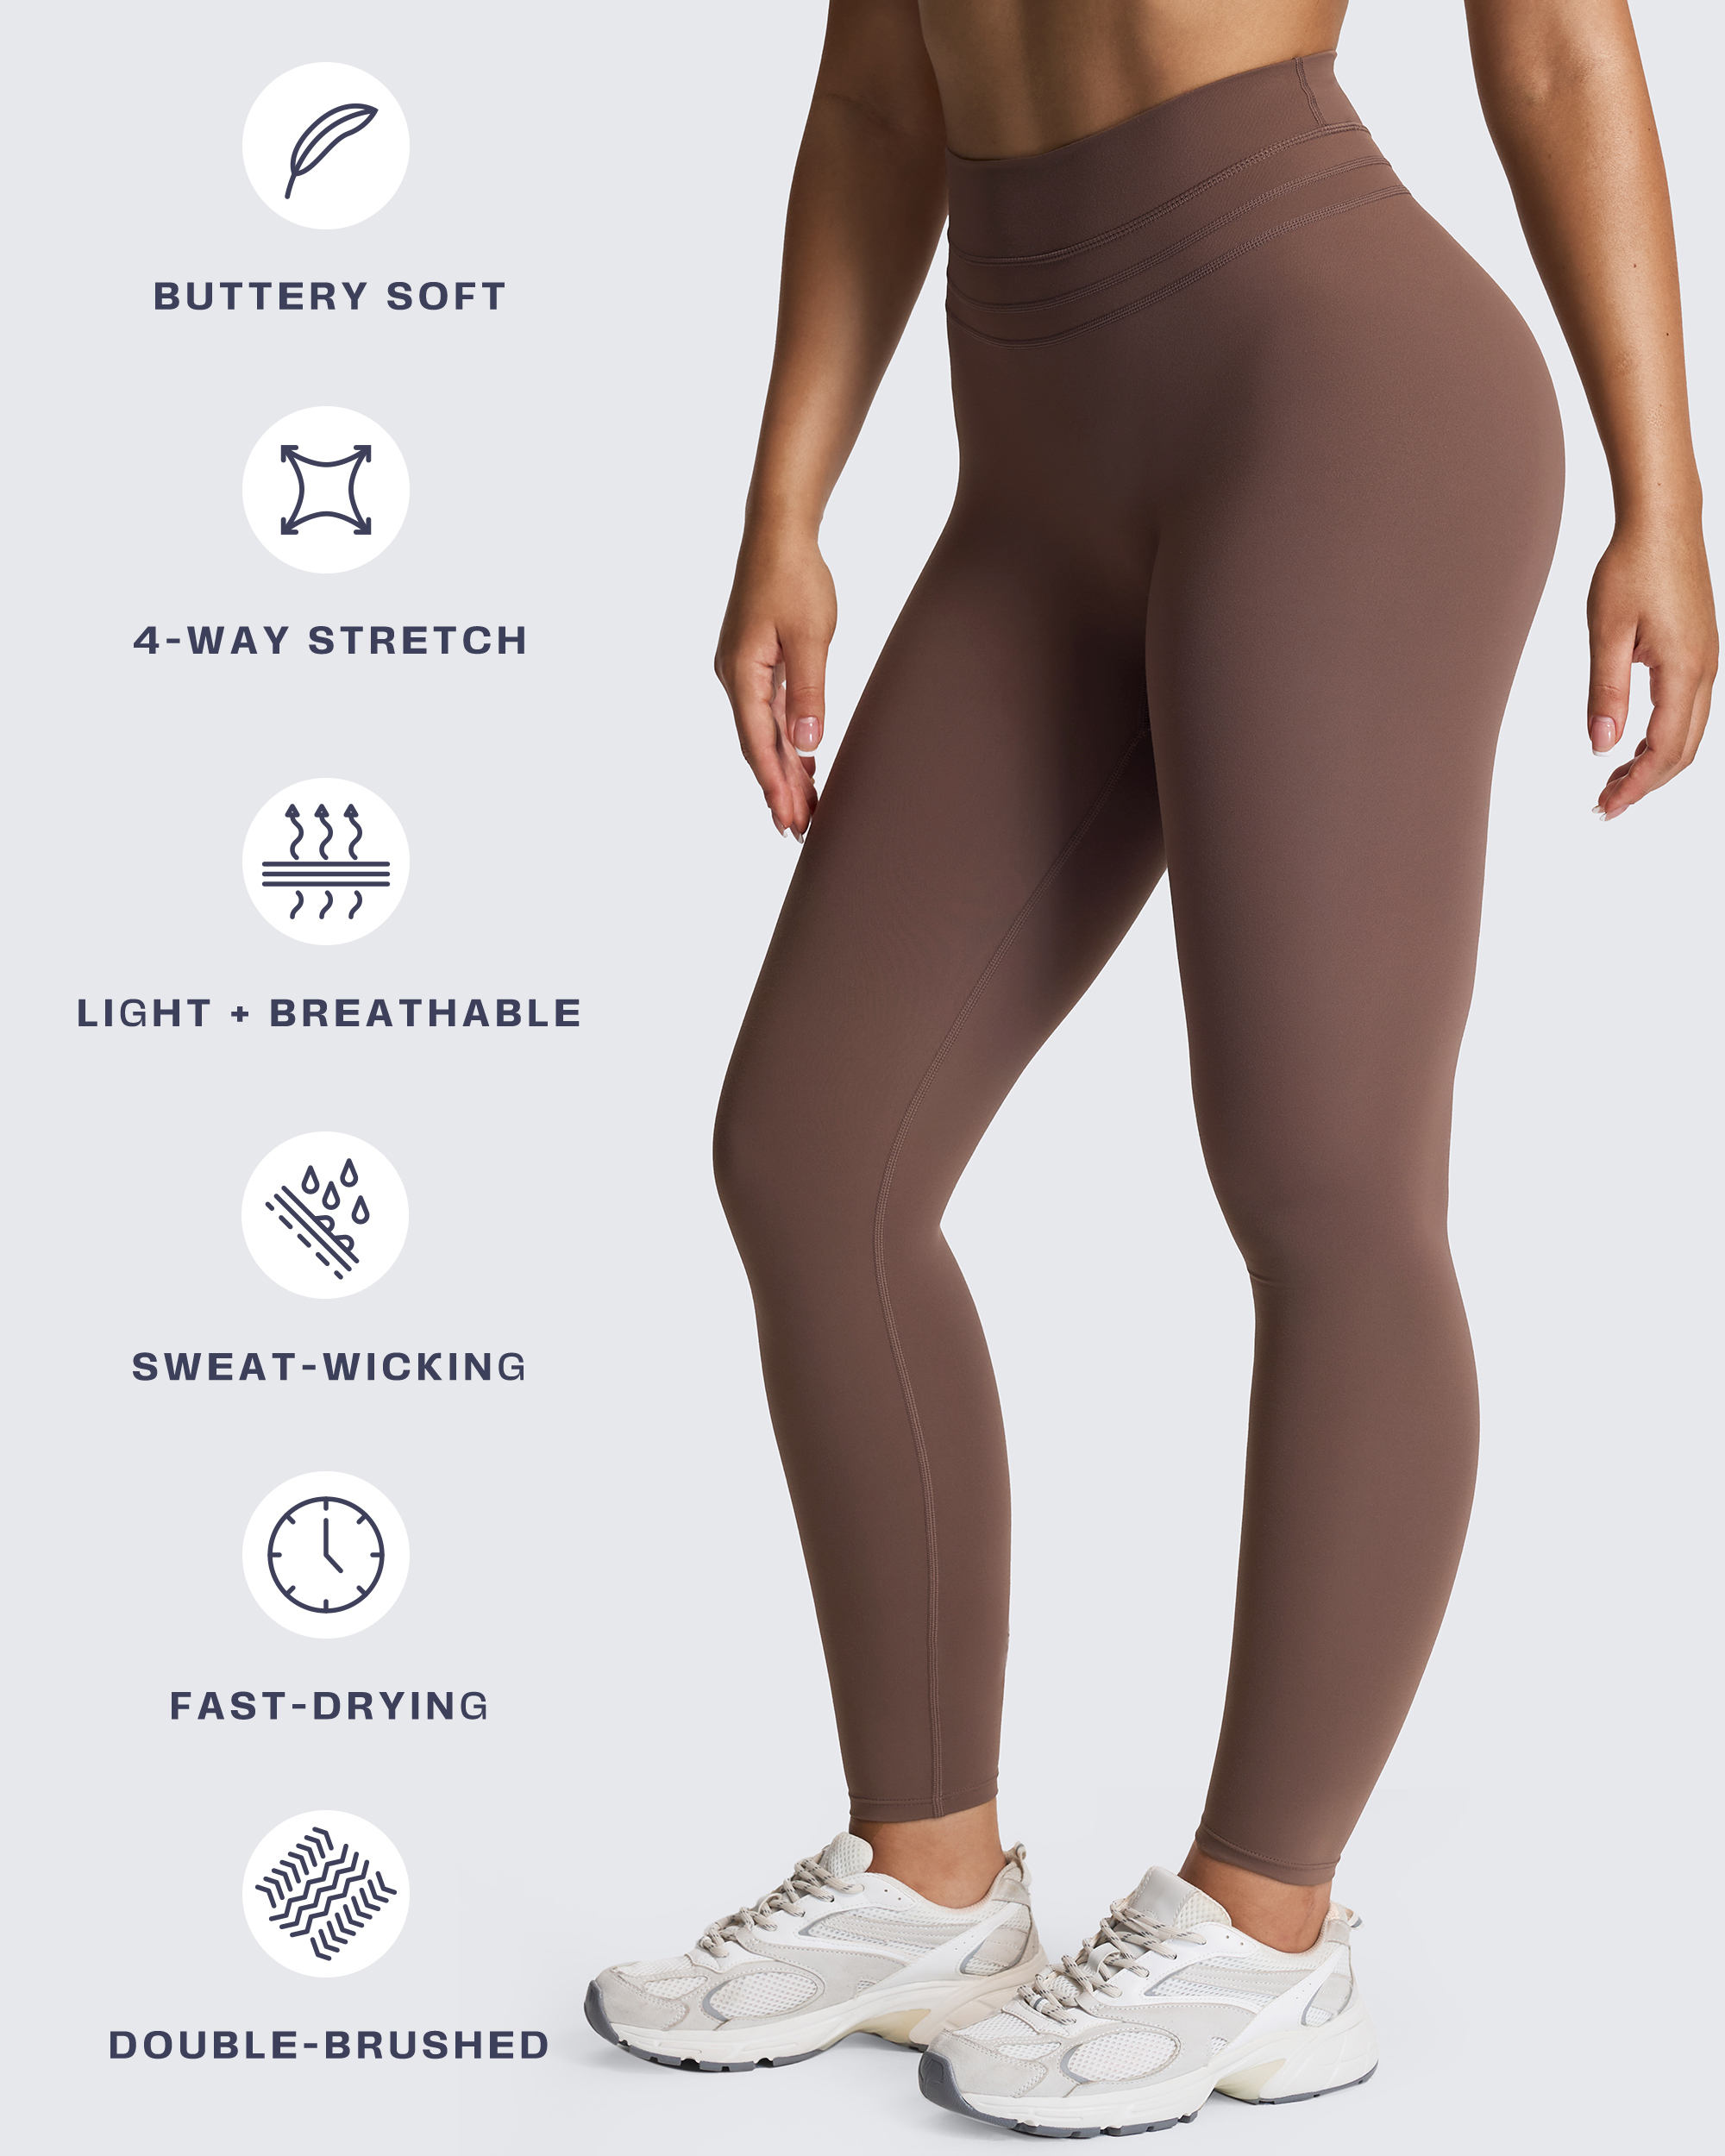 BUTTERY SOFT
4-WAY STRETCH
LIGHT + BREATHABLE
SWEAT-WICKING
FAST-DRYING
DOUBLE-BRUSHED